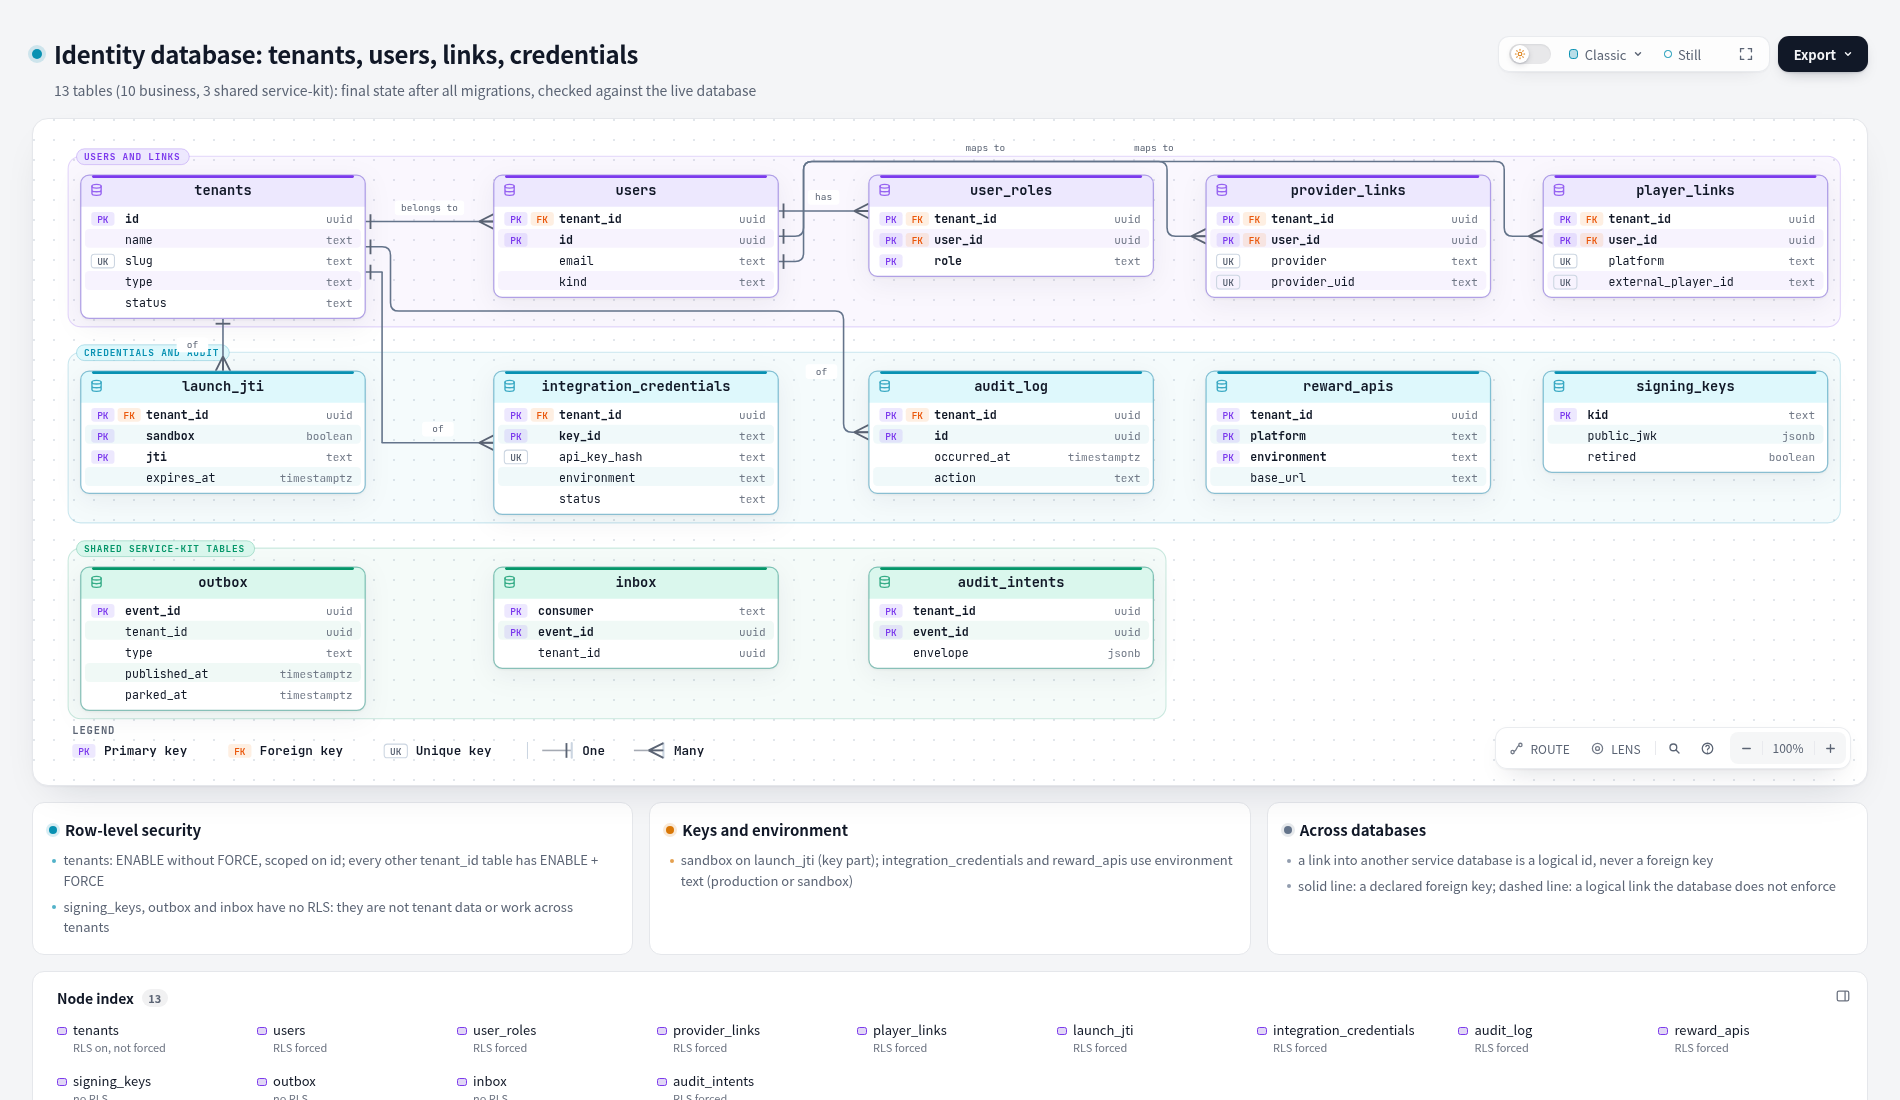 Identity database: tenants, users, links, credentials
13 tables (10 business, 3 shared service-kit): final state after all migrations, checked against the live database
Classic
Still
Export
USERS AND LINKS
maps to
maps to
tenants
PK id uuid
name text
UK slug text
type text
status text
belongs to
users
PK FK tenant_id uuid
PK id uuid
email text
kind text
has
user_roles
PK FK tenant_id uuid
PK FK user_id uuid
PK role text
provider_links
PK FK tenant_id uuid
PK FK user_id uuid
UK provider text
UK provider_uid text
player_links
PK FK tenant_id uuid
PK FK user_id uuid
UK platform text
UK external_player_id text
of
CREDENTIALS AND AUDIT
launch_jti
PK FK tenant_id uuid
PK sandbox boolean
PK jti text
expires_at timestamptz
of
integration_credentials
PK FK tenant_id uuid
PK key_id text
UK api_key_hash text
environment text
status text
of
audit_log
PK FK tenant_id uuid
PK id uuid
occurred_at timestamptz
action text
reward_apis
PK tenant_id uuid
PK platform text
PK environment text
base_url text
signing_keys
PK kid text
public_jwk jsonb
retired boolean
SHARED SERVICE-KIT TABLES
outbox
PK event_id uuid
tenant_id uuid
type text
published_at timestamptz
parked_at timestamptz
inbox
PK consumer text
PK event_id uuid
tenant_id uuid
audit_intents
PK tenant_id uuid
PK event_id uuid
envelope jsonb
LEGEND
PK Primary key FK Foreign key UK Unique key One Many
ROUTE LENS − 100% +
Row-level security
tenants: ENABLE without FORCE, scoped on id; every other tenant_id table has ENABLE +
FORCE
signing_keys, outbox and inbox have no RLS: they are not tenant data or work across
tenants
Keys and environment
sandbox on launch_jti (key part); integration_credentials and reward_apis use environment
text (production or sandbox)
Across databases
a link into another service database is a logical id, never a foreign key
solid line: a declared foreign key; dashed line: a logical link the database does not enforce
Node index 13
tenants
RLS on, not forced
users
RLS forced
user_roles
RLS forced
provider_links
RLS forced
player_links
RLS forced
launch_jti
RLS forced
integration_credentials
RLS forced
audit_log
RLS forced
reward_apis
RLS forced
signing_keys
no RLS
outbox
no RLS
inbox
no RLS
audit_intents
RLS forced